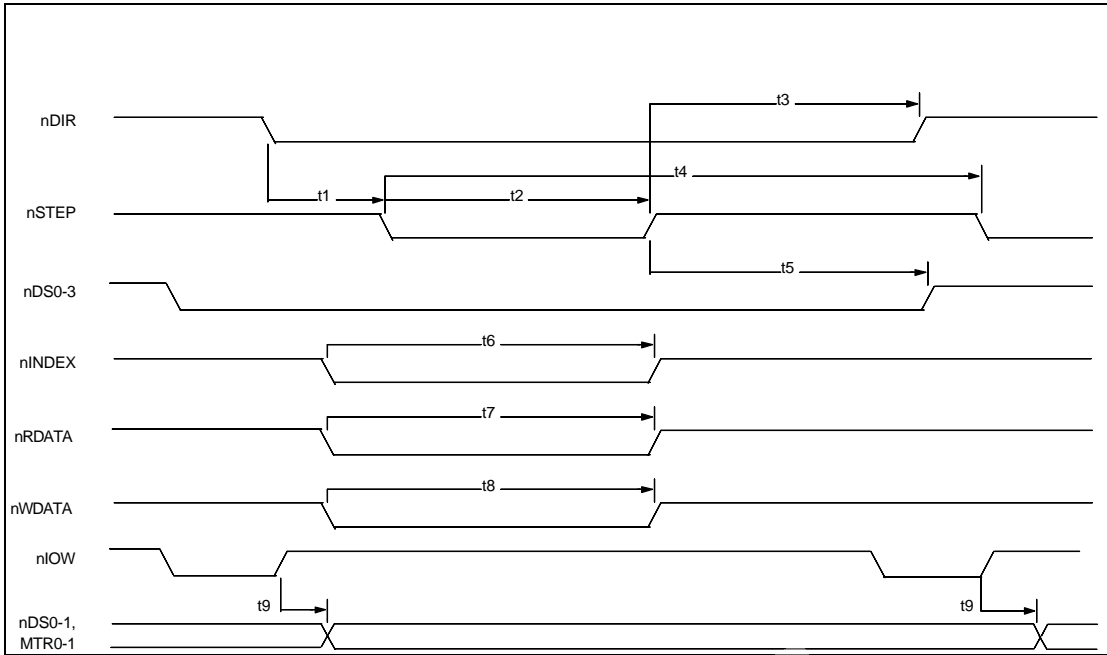 t3
nDIR
t4
t1
t2
nSTEP
t5
nDS0-3
t6
nINDEX
t7
nRDATA
t8
nWDATA
nIOW
t9
t9
nDS0-1,
MTR0-1